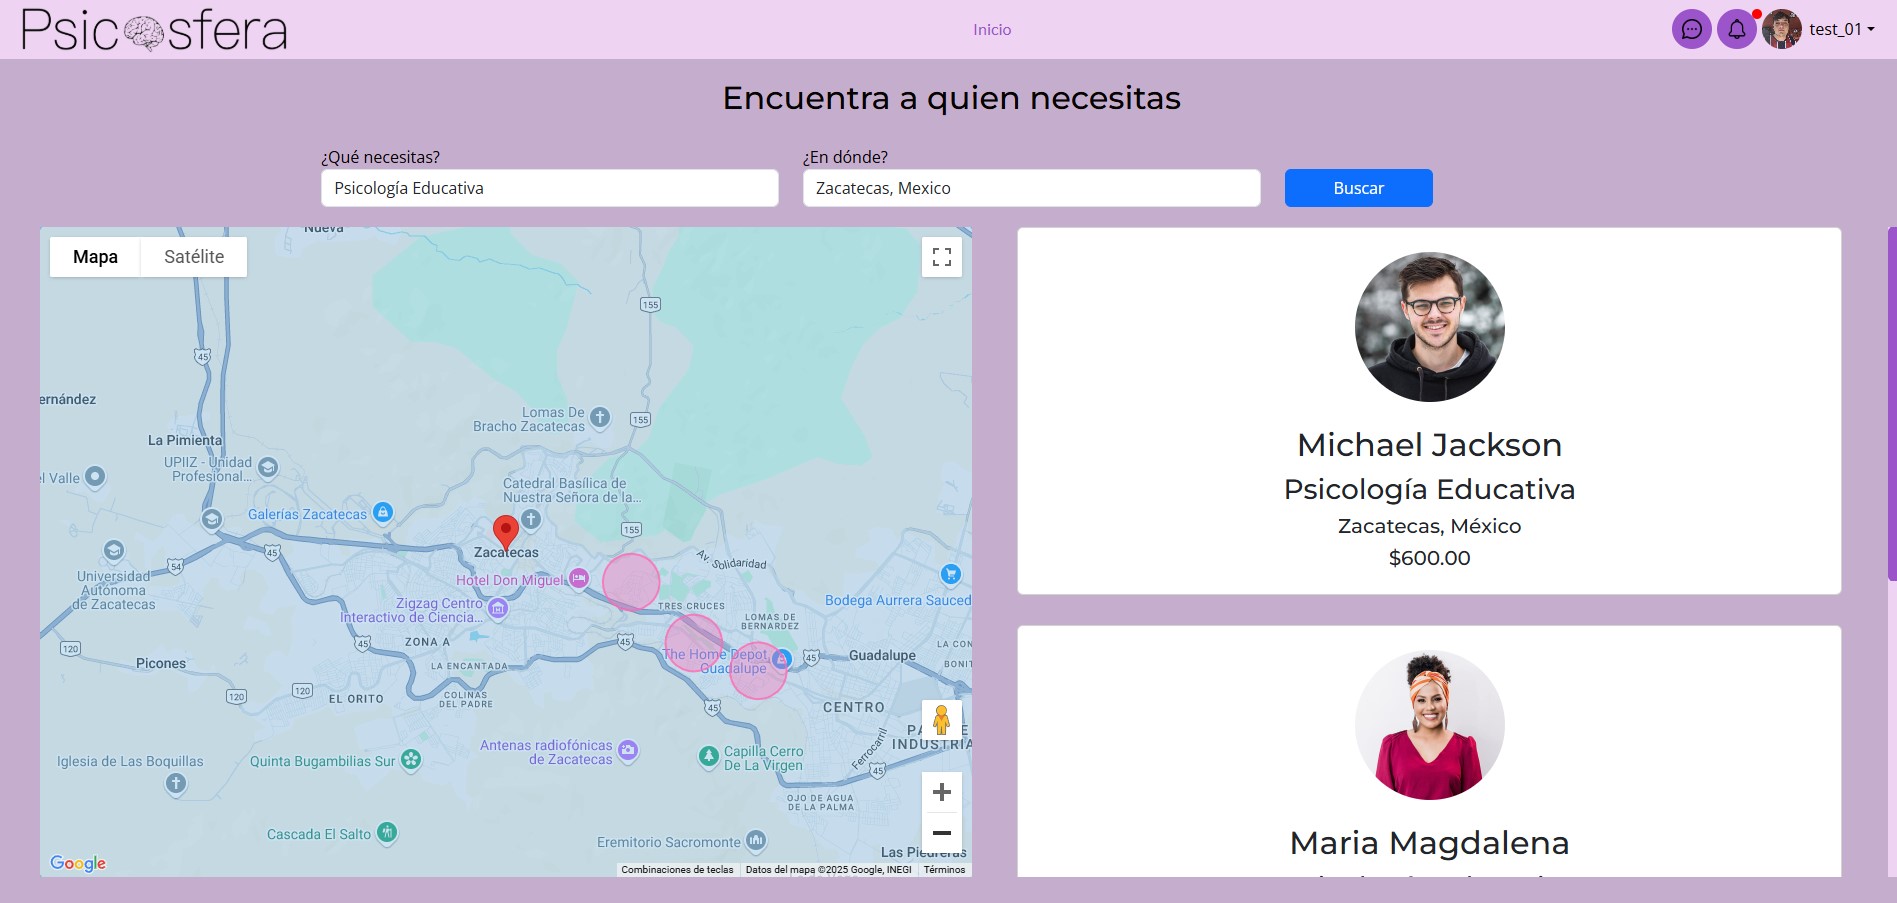 Psicosfera
Inicio
test_01
Encuentra a quien necesitas
¿Qué necesitas?
Psicología Educativa
¿En dónde?
Zacatecas, Mexico
Buscar
Mapa
Satélite
Nueva
155
45
ernández
155
Lomas De
Bracho Zacatecas
La Pimienta
UPIIZ - Unidad
Profesional...
l Valle
Catedral Basílica de
Nuestra Señora de la...
Galerías Zacatecas
155
45
Zacatecas
54
Av. Solidaridad
Universidad
Autónoma
de Zacatecas
Hotel Don Miguel
Bodega Aurrera Sauced
Zigzag Centro
Interactivo de Ciencia...
TRES CRUCES
LOMAS DE
BERNARDEZ
45
ZONA A
45
120
The Home Depot
Guadalupe
45
Guadalupe
LA CON
BONIT
Picones
LA ENCANTADA
120
120
EL ORITO
COLINAS
DEL PADRE
45
CENTRO
INDUSTRIA
Antenas radiofónicas
de Zacatecas
Capilla Cerro
De La Virgen
Ferrocarril
45
Iglesia de Las Boquillas
Quinta Bugambilias Sur
OJO DE AGUA
DE LA PALMA
Cascada El Salto
Eremitorio Sacromonte
Las Piedreras
Google
Combinaciones de teclas
Datos del mapa ©2025 Google, INEGI
Términos
Michael Jackson
Psicología Educativa
Zacatecas, México
$600.00
Maria Magdalena